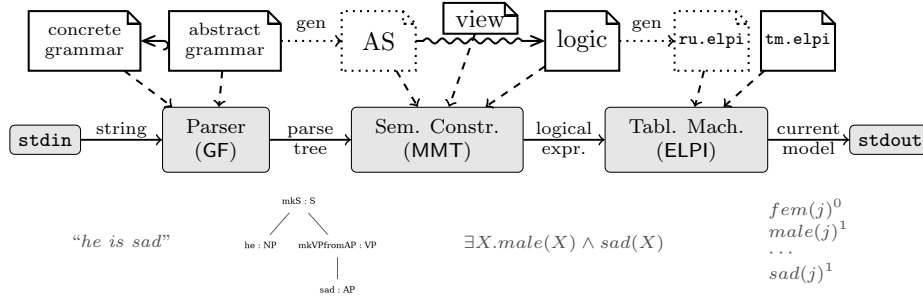 concrete
grammar
abstract
grammar
gen
AS
view
logic
gen
ru.elpi
tm.elpi
stdin
string
Parser
(GF)
parse
tree
Sem. Constr.
(MMT)
logical
expr.
Tabl. Mach.
(ELPI)
current
model
stdout
“he is sad”
mkS : S
he : NP
mkVPfromAP : VP
sad : AP
∃X.male(X) ∧ sad(X)
fem(j)⁰
male(j)¹
...
sad(j)¹